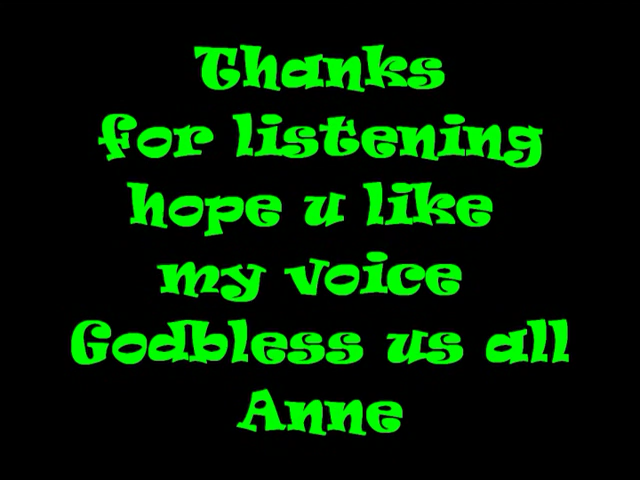 Thanks
for listening
hope u like
my voice
Godbless us all
Anne